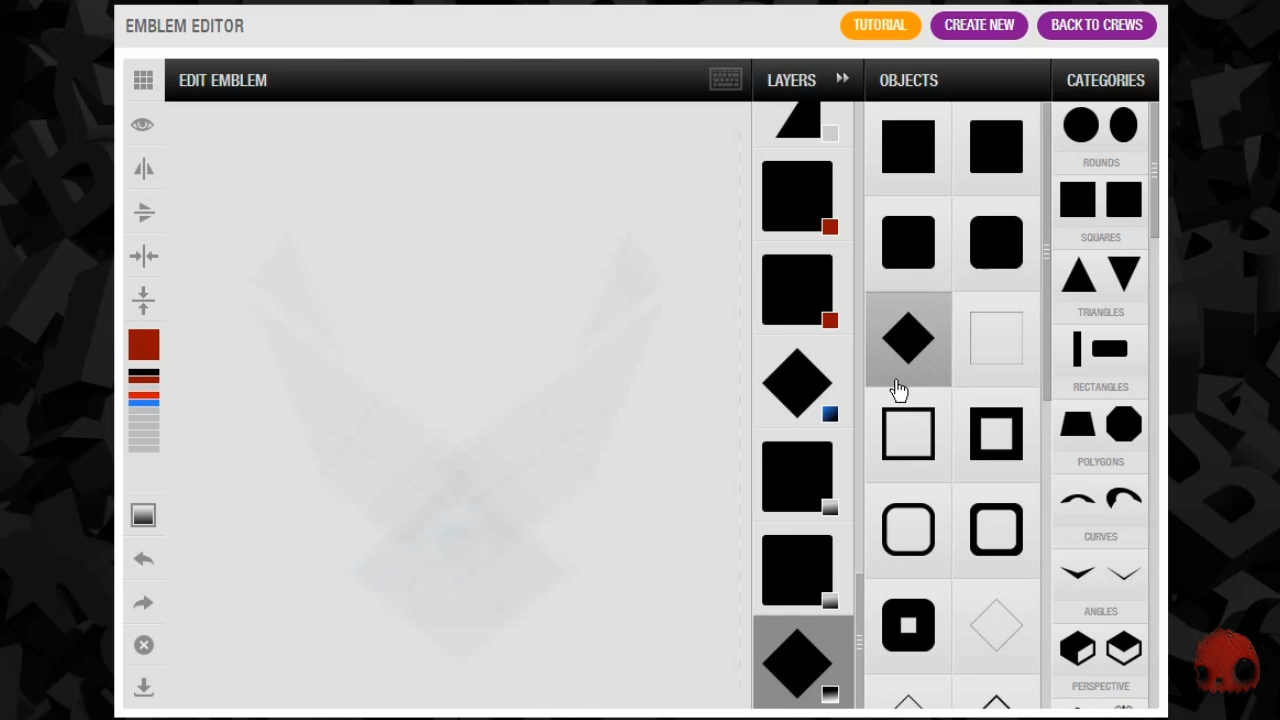 EMBLEM EDITOR
TUTORIAL
CREATE NEW
BACK TO CREWS
EDIT EMBLEM
LAYERS
OBJECTS
CATEGORIES
ROUNDS
SQUARES
TRIANGLES
RECTANGLES
POLYGONS
CURVES
ANGLES
PERSPECTIVE